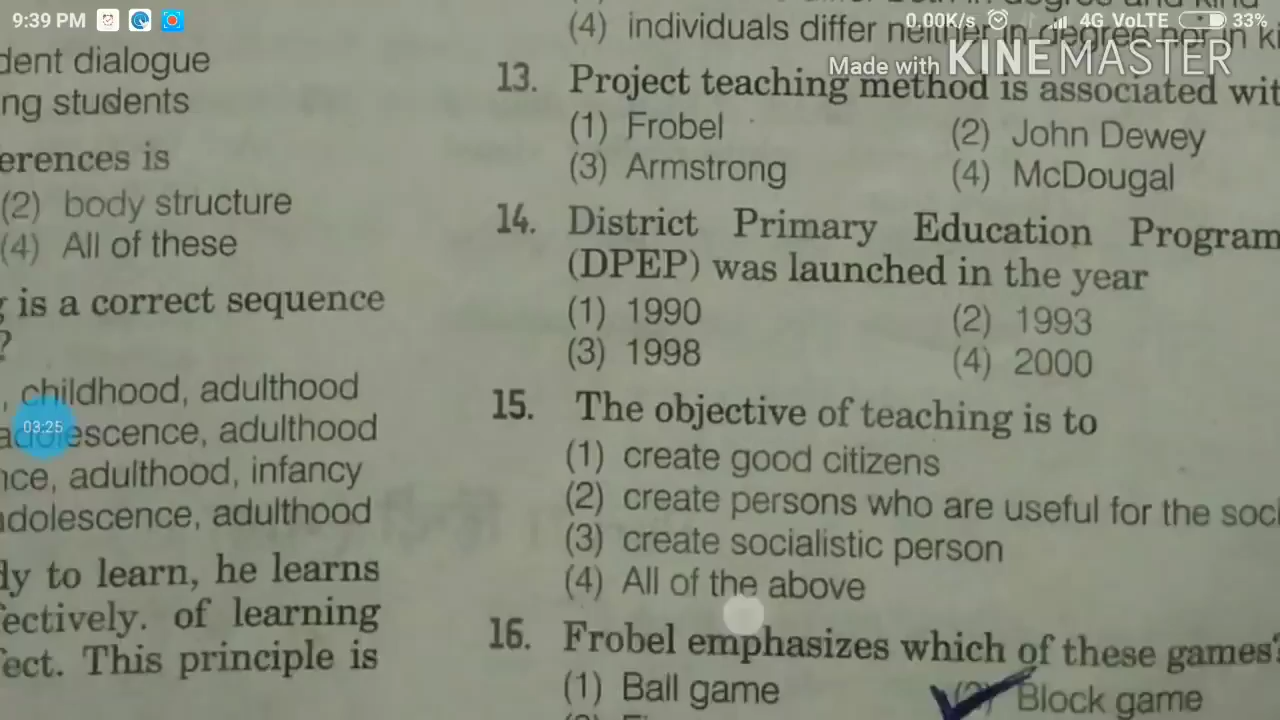 9:39 PM
0.00K/s 4G VoLTE 33%
Made with KINEMASTER
dent dialogue
ng students
erences is
(2) body structure
(4) All of these
is a correct sequence
?
, childhood, adulthood
03:25
adolescence, adulthood
nce, adulthood, infancy
adolescence, adulthood
dy to learn, he learns
ectively. of learning
ect. This principle is
(4) individuals differ neither in degree nor in ki
13. Project teaching method is associated wit
(1) Frobel (2) John Dewey
(3) Armstrong (4) McDougal
14. District Primary Education Program
(DPEP) was launched in the year
(1) 1990 (2) 1993
(3) 1998 (4) 2000
15. The objective of teaching is to
(1) create good citizens
(2) create persons who are useful for the soci
(3) create socialistic person
(4) All of the above
16. Frobel emphasizes which of these games?
(1) Ball game Block game